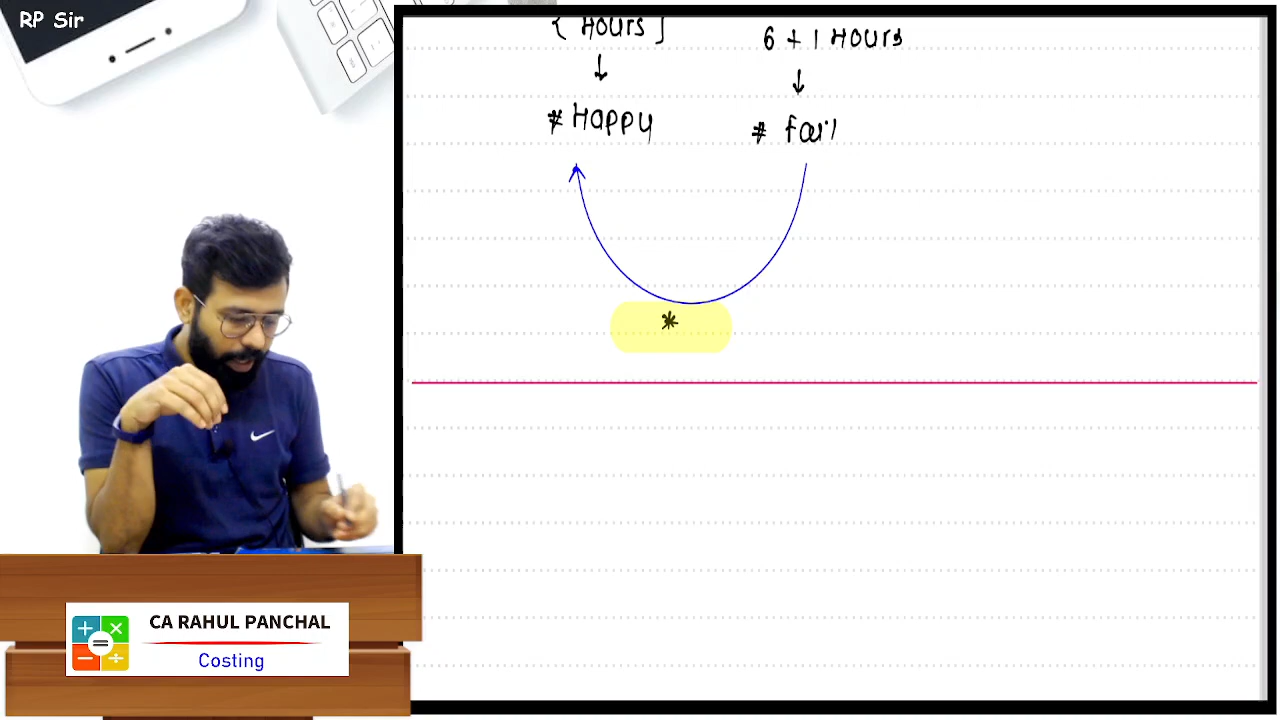 RP Sir
{ Hours ]
6 + 1 Hours
# Happy
# fail
*
CA RAHUL PANCHAL
Costing